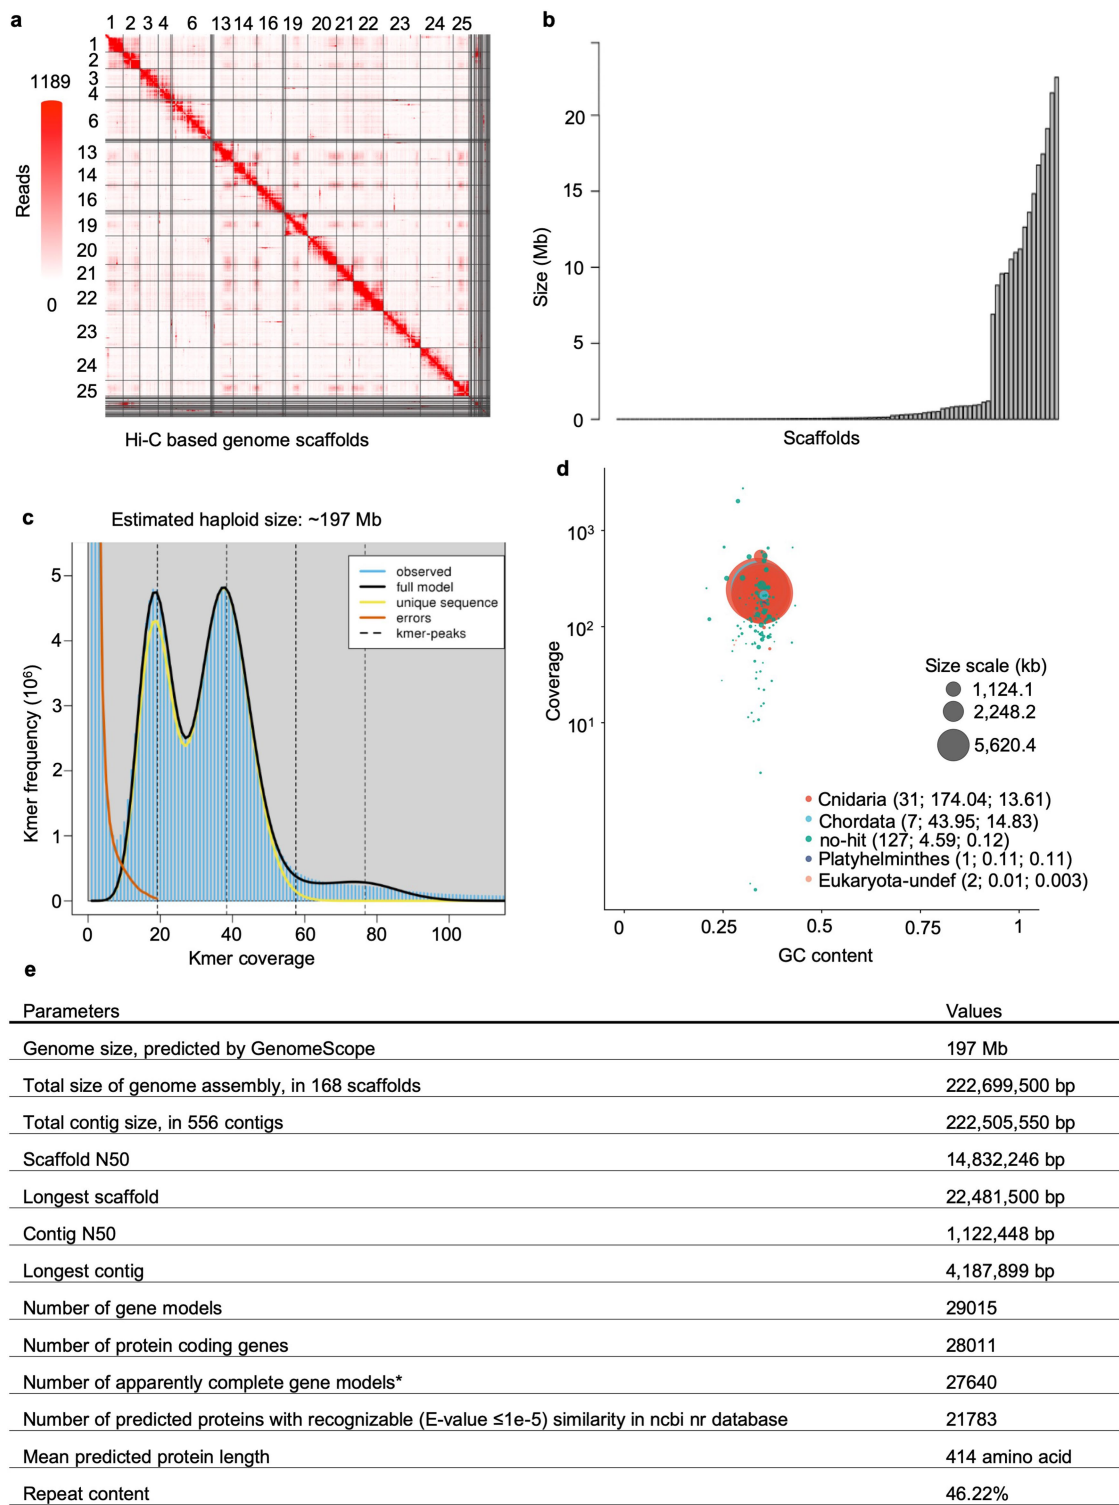 a
1 2 3 4 6 13 14 16 19 20 21 22 23 24 25
1
2
3
4
6
13
14
16
19
20
21
22
23
24
25
1189
Reads
0
Hi-C based genome scaffolds
b
20
15
10
5
0
Size (Mb)
Scaffolds
c
Estimated haploid size: ~197 Mb
observed
full model
unique sequence
errors
kmer-peaks
5
4
3
2
1
0
Kmer frequency (10⁶)
0 20 40 60 80 100
Kmer coverage
d
10³
10²
10¹
Coverage
Size scale (kb)
1,124.1
2,248.2
5,620.4
Cnidaria (31; 174.04; 13.61)
Chordata (7; 43.95; 14.83)
no-hit (127; 4.59; 0.12)
Platyhelminthes (1; 0.11; 0.11)
Eukaryota-undef (2; 0.01; 0.003)
0 0.25 0.5 0.75 1
GC content
e
Parameters Values
Genome size, predicted by GenomeScope 197 Mb
Total size of genome assembly, in 168 scaffolds 222,699,500 bp
Total contig size, in 556 contigs 222,505,550 bp
Scaffold N50 14,832,246 bp
Longest scaffold 22,481,500 bp
Contig N50 1,122,448 bp
Longest contig 4,187,899 bp
Number of gene models 29015
Number of protein coding genes 28011
Number of apparently complete gene models* 27640
Number of predicted proteins with recognizable (E-value ≤1e-5) similarity in ncbi nr database 21783
Mean predicted protein length 414 amino acid
Repeat content 46.22%